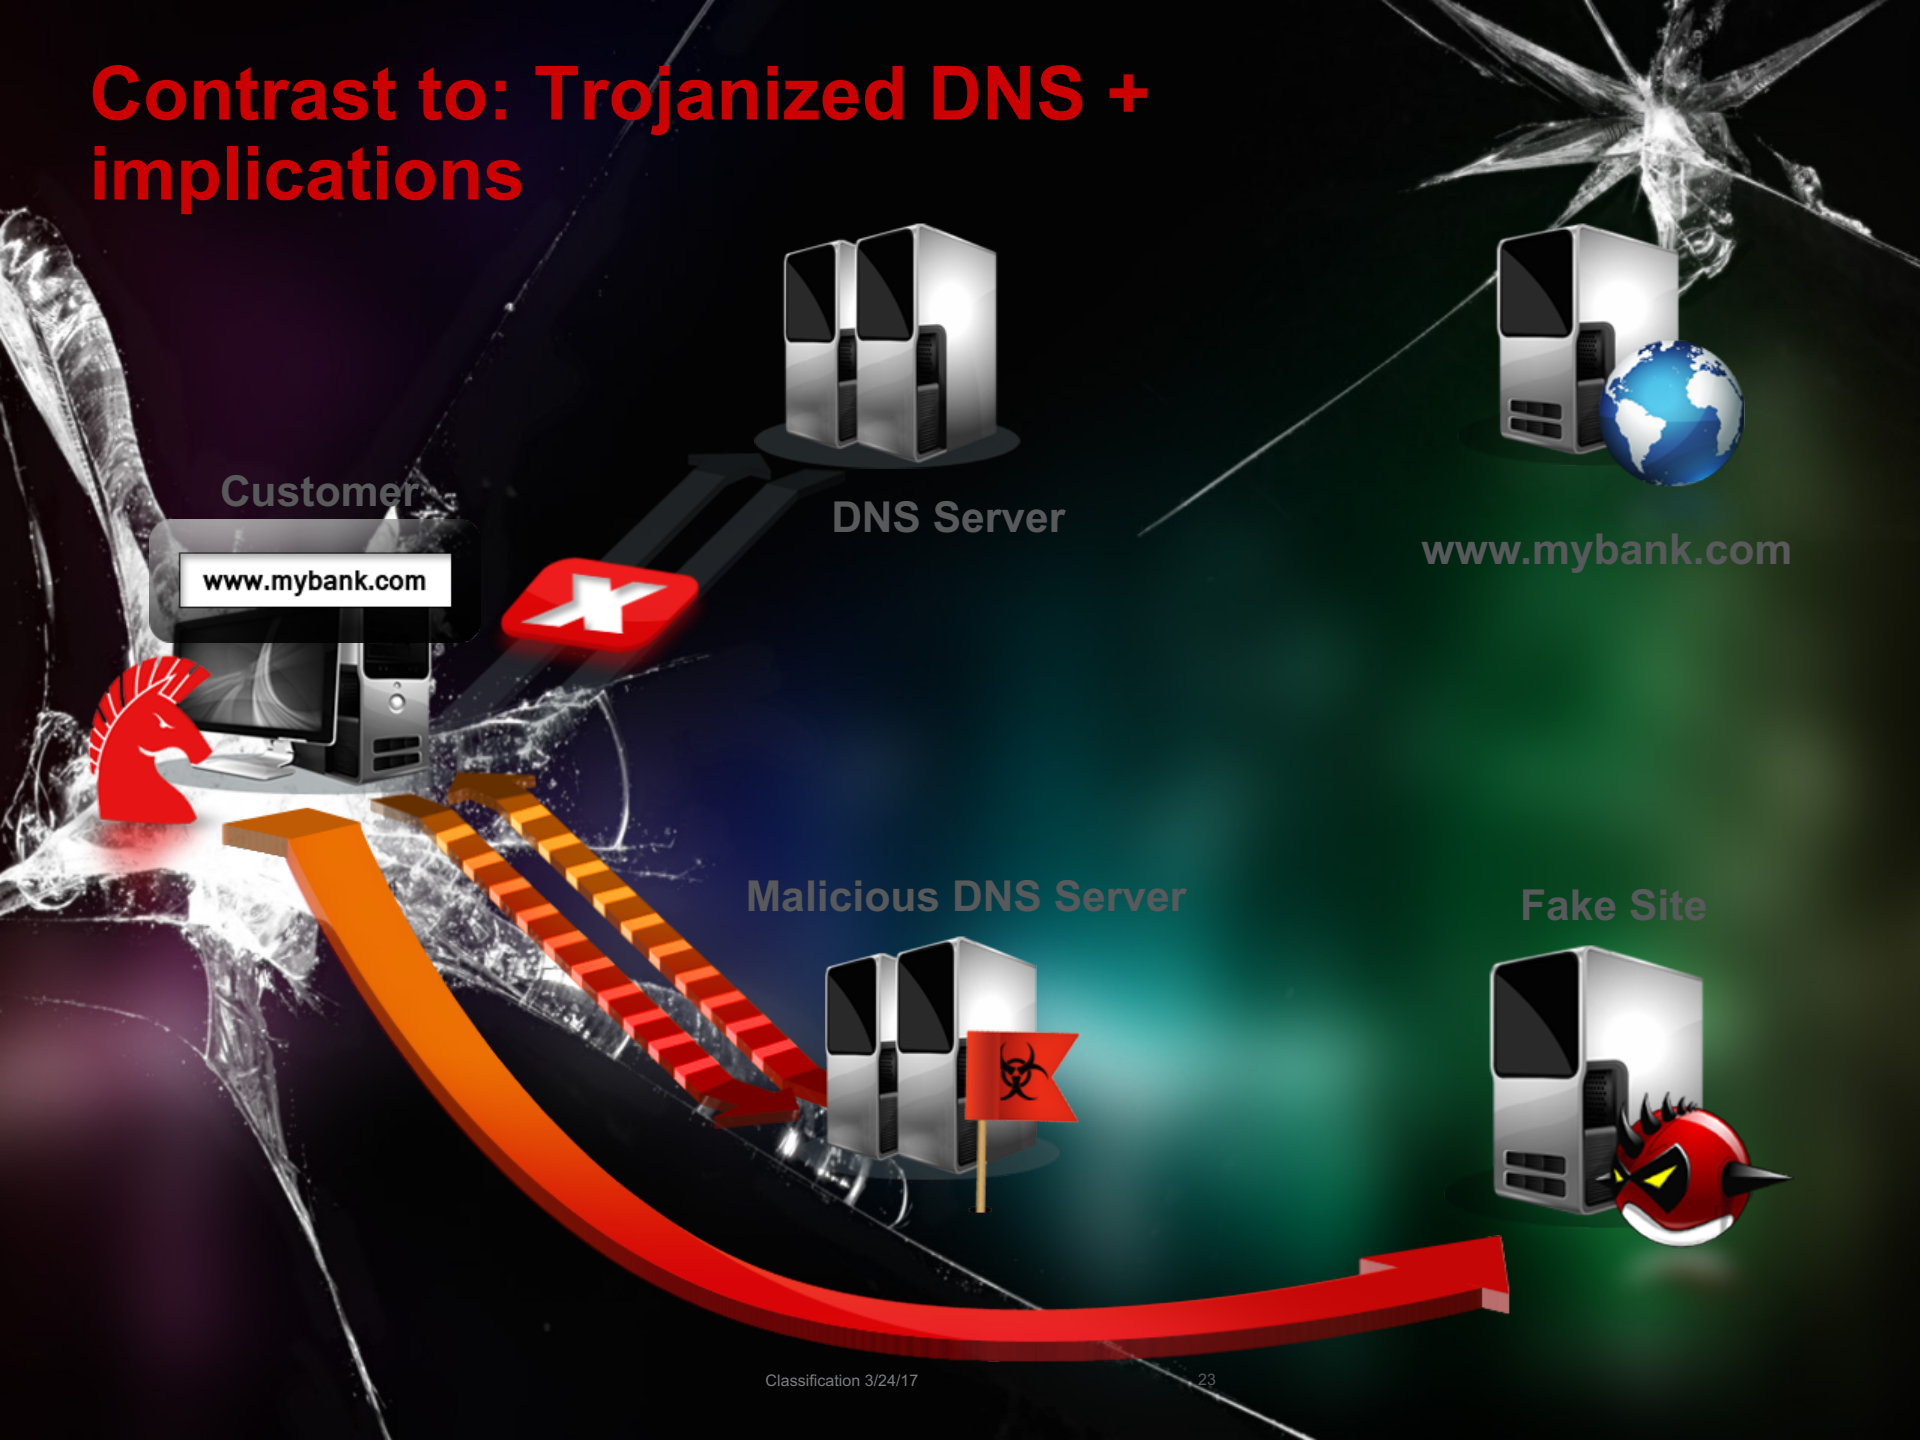 Contrast to: Trojanized DNS +
implications
Customer
www.mybank.com
DNS Server
www.mybank.com
Malicious DNS Server
Fake Site
Classification 3/24/17
23